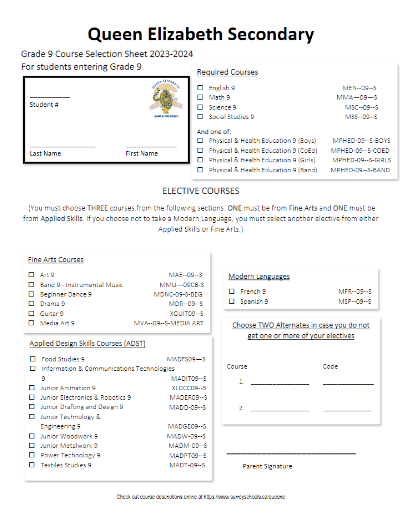 Queen Elizabeth Secondary
Grade 9 Course Selection Sheet 2023-2024
For students entering Grade 9
Student #
Last Name First Name
Required Courses
English 9 MEN--09--S
Math 9 MMA--09--S
Science 9 MSC--09--S
Social Studies 9 MSS--09--S
And one of:
Physical & Health Education 9 (Boys) MPHED-09--S-BOYS
Physical & Health Education 9 (CoEd) MPHED-09--S-COED
Physical & Health Education 9 (Girls) MPHED-09--S-GIRLS
Physical & Health Education 9 (Band) MPHED-09--S-BAND
ELECTIVE COURSES
(You must choose THREE courses from the following sections. ONE must be from Fine Arts and ONE must be
from Applied Skills. If you choose not to take a Modern Language, you must select another elective from either
Applied Skills or Fine Arts.)
Fine Arts Courses
Art 9 MAE--09--S
Band 9 - Instrumental Music MMU--09CB-S
Beginner Dance 9 MDNC-09-S-BEG
Drama 9 MDR--09--S
Guitar 9 XGUIT09--S
Media Art 9 MVA--09--S-MEDIA ART
Applied Design Skills Courses (ADST)
Food Studies 9 MADFS09--S
Information & Communications Technologies
9 MADIT09--S
Junior Animation 9
Junior Electronics & Robotics 9 MADER09--S
Junior Drafting and Design 9 MADD-09--S
Junior Technology &
Engineering 9 MADGE09--S
Junior Woodwork 9 MADW-09--S
Junior Metalwork 9 MADM-09--S
Power Technology 9 MADPT09--S
Textiles Studies 9 MADT-09--S
Modern Languages
French 9 MFR--09--S
Spanish 9 MSP--09--S
Choose TWO Alternates in case you do not
get one or more of your electives
Course Code
1.
2.
Parent Signature
Check out course descriptions online at https://www.surreyschools.ca/queene